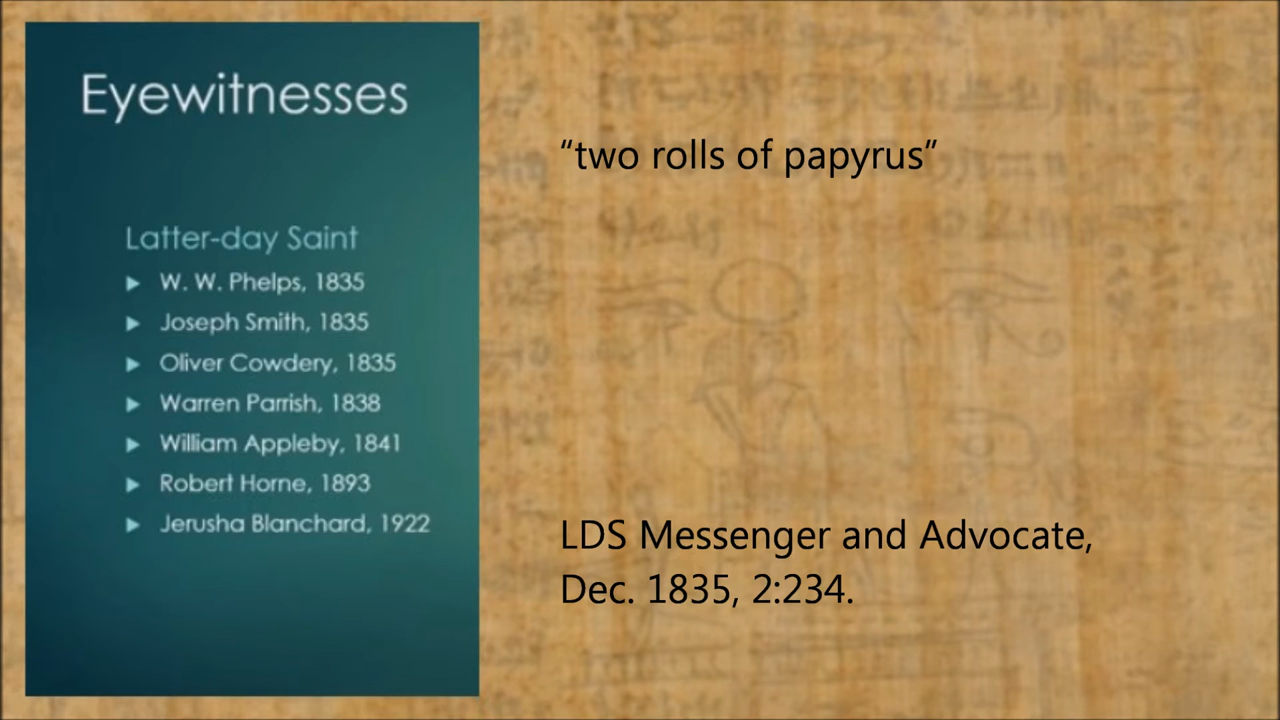 Eyewitnesses
Latter-day Saint
W. W. Phelps, 1835
Joseph Smith, 1835
Oliver Cowdery, 1835
Warren Parrish, 1838
William Appleby, 1841
Robert Horne, 1893
Jerusha Blanchard, 1922
“two rolls of papyrus”
LDS Messenger and Advocate,
Dec. 1835, 2:234.